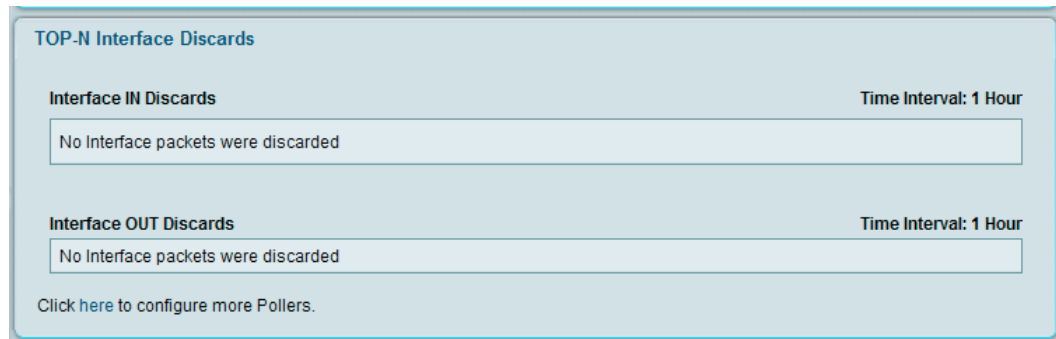 TOP-N Interface Discards
Interface IN Discards Time Interval: 1 Hour
No Interface packets were discarded
Interface OUT Discards Time Interval: 1 Hour
No Interface packets were discarded
Click here to configure more Pollers.